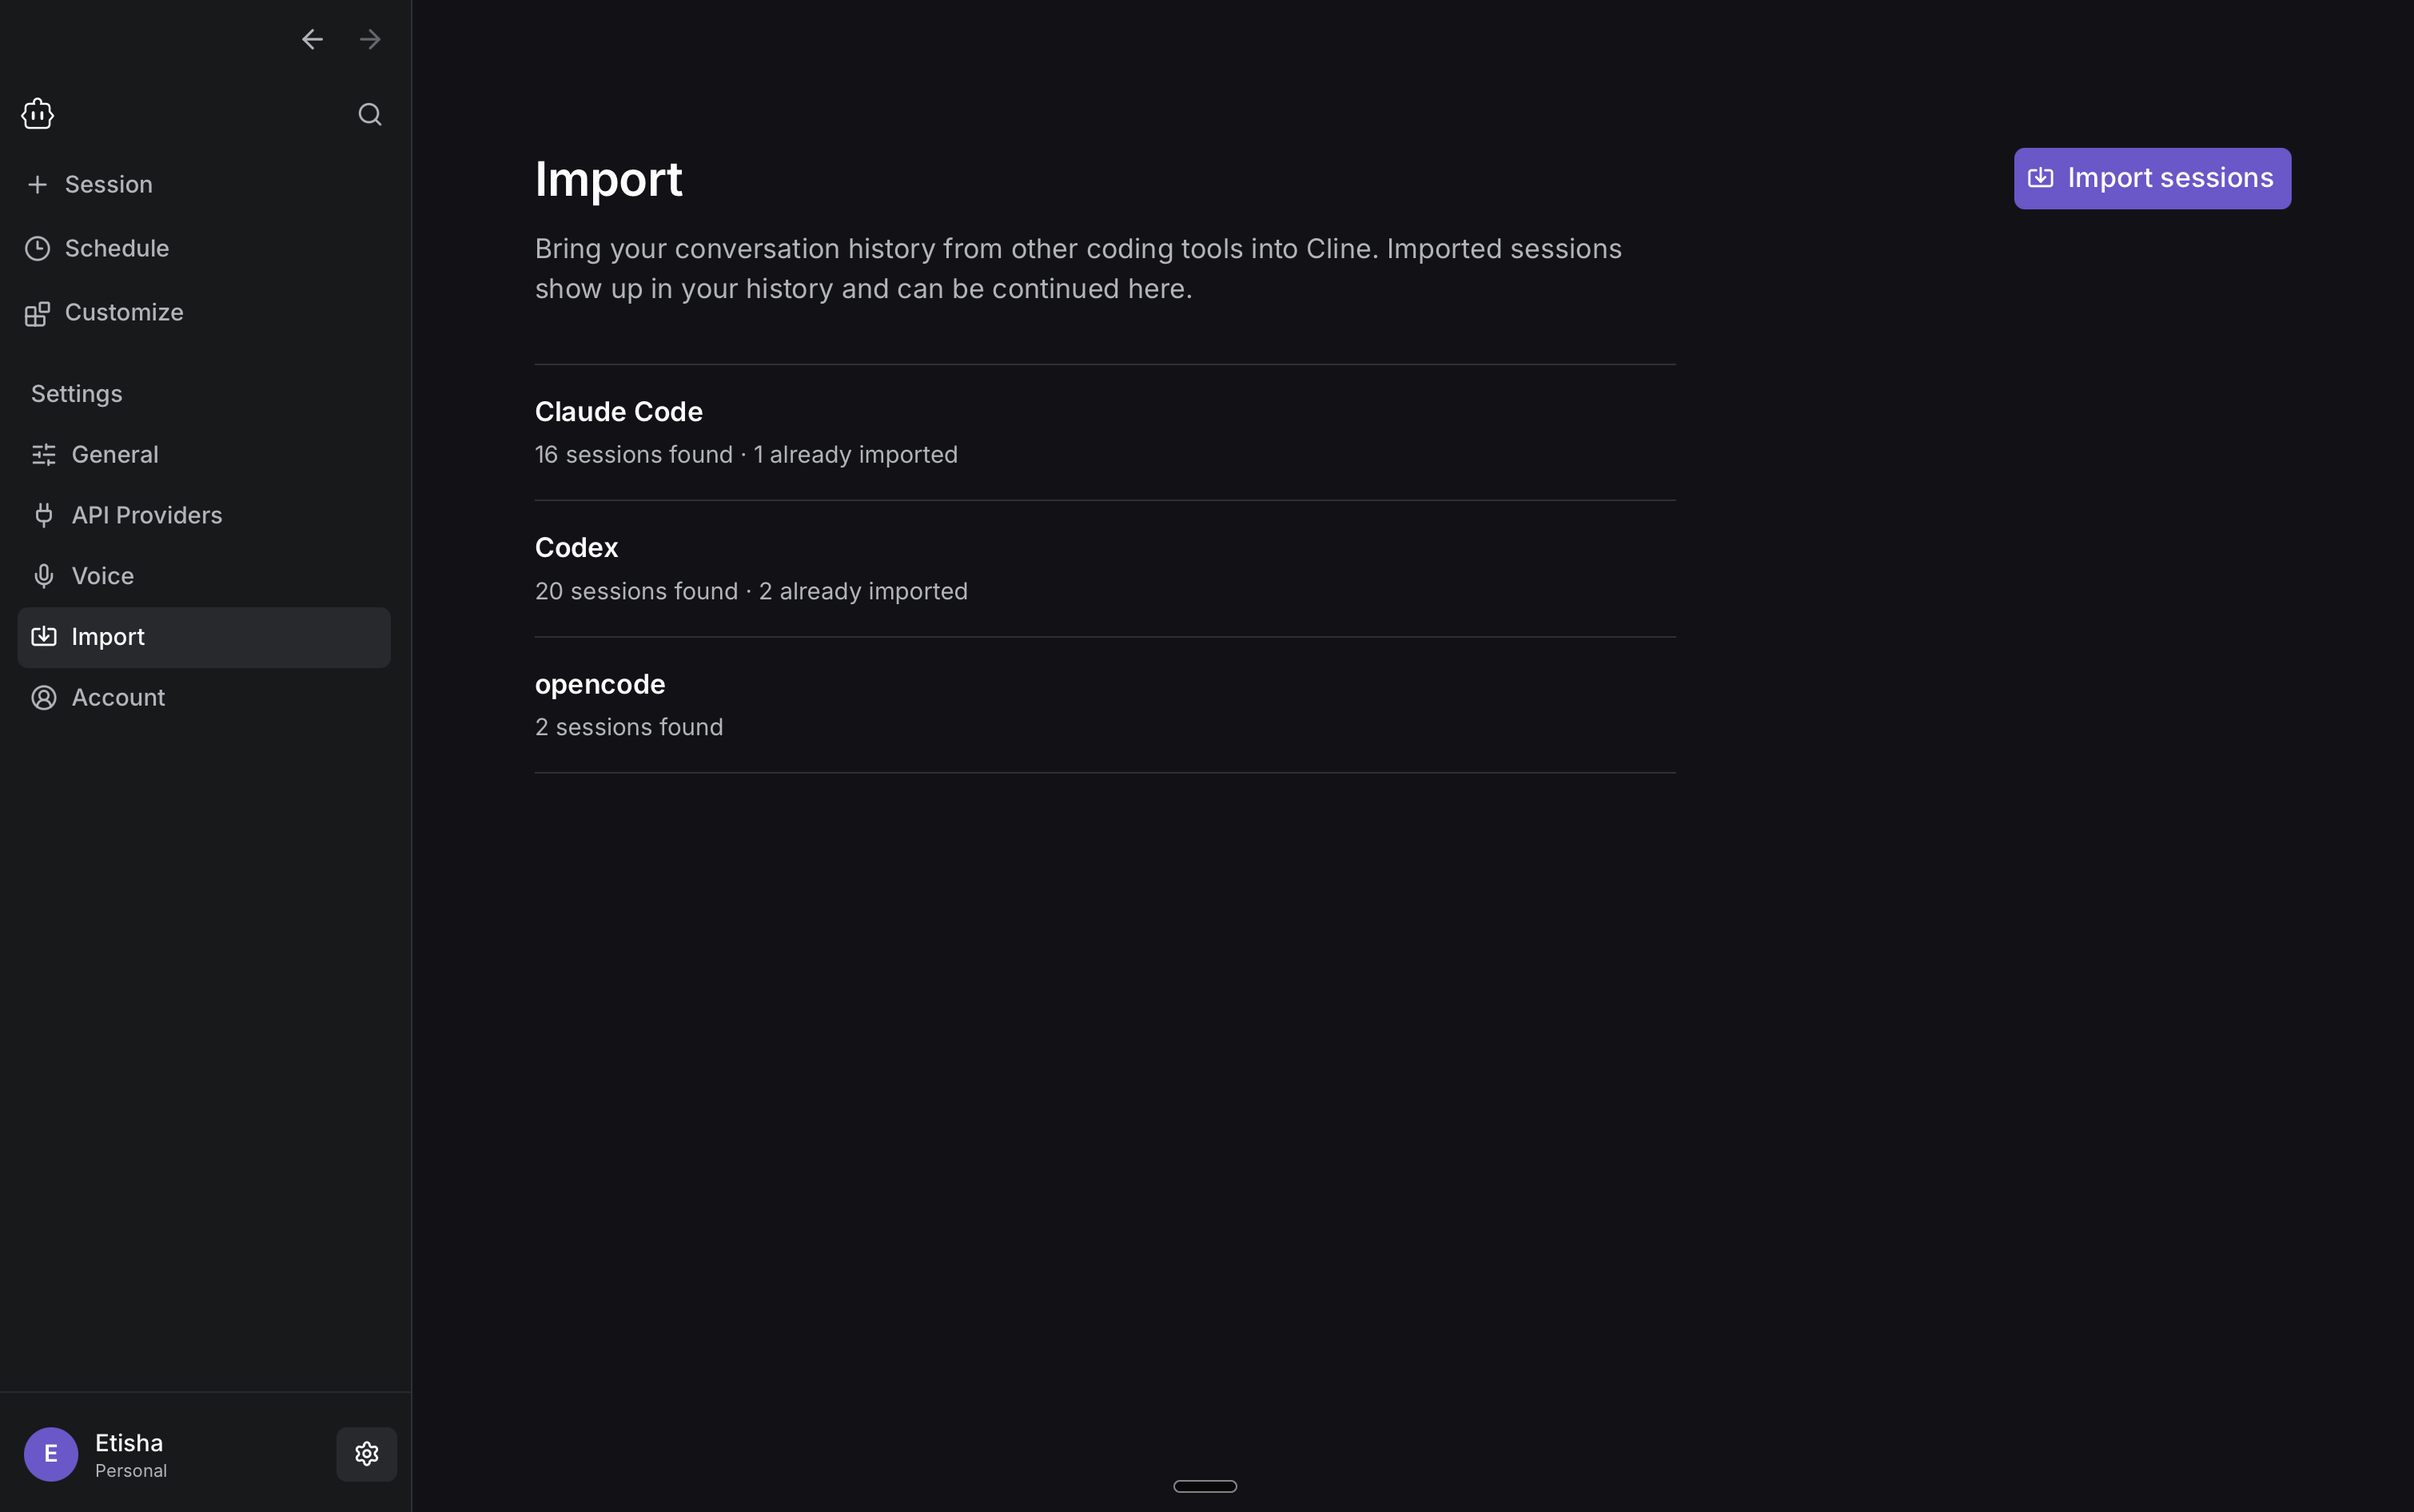 Session
Schedule
Customize
Settings
General
API Providers
Voice
Import
Account
E
Etisha
Personal
Import
Import sessions
Bring your conversation history from other coding tools into Cline. Imported sessions
show up in your history and can be continued here.
Claude Code
16 sessions found · 1 already imported
Codex
20 sessions found · 2 already imported
opencode
2 sessions found